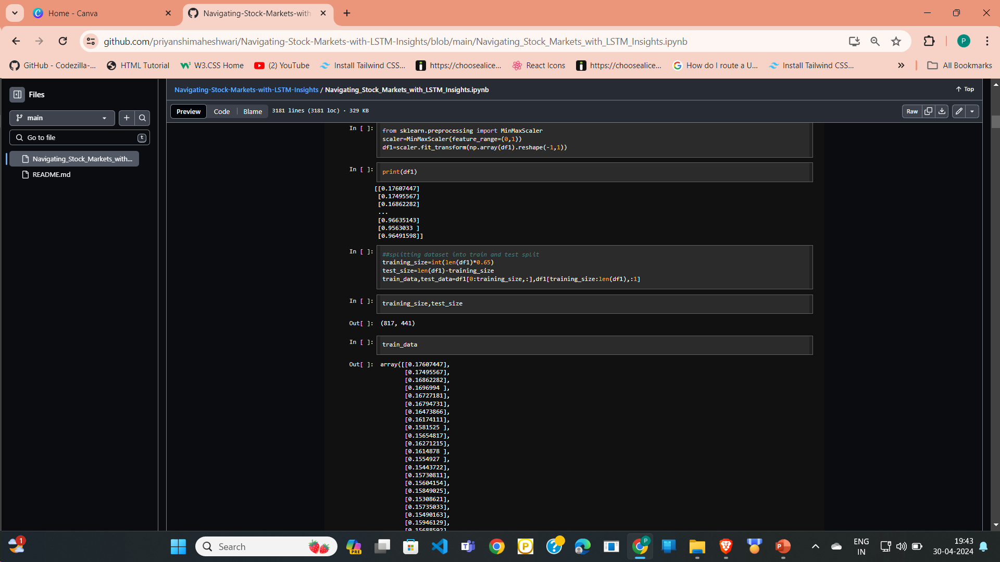 Home - Canva
Navigating-Stock-Markets-with
github.com/priyanshimaheshwari/Navigating-Stock-Markets-with-LSTM-Insights/blob/main/Navigating_Stock_Markets_with_LSTM_Insights.ipynb
P
GitHub - Codezilla-...
HTML Tutorial
W3.CSS Home
(2) YouTube
Install Tailwind CSS...
https://choosealice...
React Icons
https://choosealice...
How do I route a U...
Install Tailwind CSS...
All Bookmarks
Files
main
Go to file
t
Navigating_Stock_Markets_with...
README.md
Navigating-Stock-Markets-with-LSTM-Insights / Navigating_Stock_Markets_with_LSTM_Insights.ipynb
Top
Preview Code Blame 3181 lines (3181 loc) · 329 KB
Raw
In [ ]:
from sklearn.preprocessing import MinMaxScaler
scaler=MinMaxScaler(feature_range=(0,1))
df1=scaler.fit_transform(np.array(df1).reshape(-1,1))
In [ ]:
print(df1)
[[0.17607447]
[0.17495567]
[0.16862282]
...
[0.96635143]
[0.9563033 ]
[0.96491598]]
In [ ]:
##splitting dataset into train and test split
training_size=int(len(df1)*0.65)
test_size=len(df1)-training_size
train_data,test_data=df1[0:training_size,:],df1[training_size:len(df1),:1]
In [ ]:
training_size,test_size
Out[ ]: (817, 441)
In [ ]:
train_data
Out[ ]: array([[0.17607447],
[0.17495567],
[0.16862282],
[0.1696994 ],
[0.16727181],
[0.16794731],
[0.16473866],
[0.16174111],
[0.1581525 ],
[0.15654817],
[0.16271215],
[0.1614878 ],
[0.1554927 ],
[0.15443722],
[0.15730811],
[0.15604154],
[0.15849025],
[0.15308621],
[0.15735033],
[0.15490163],
[0.15946129],
[0.15688592],
1
Search
PRE
ENG
IN
19:43
30-04-2024